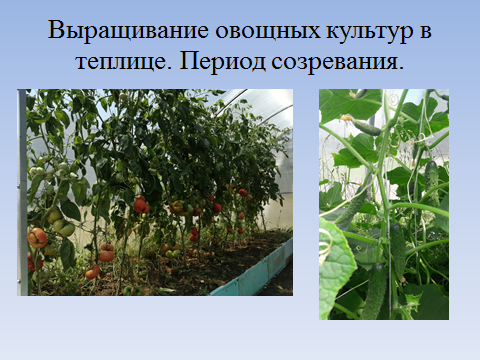 Выращивание овощных культур в
теплице. Период созревания.